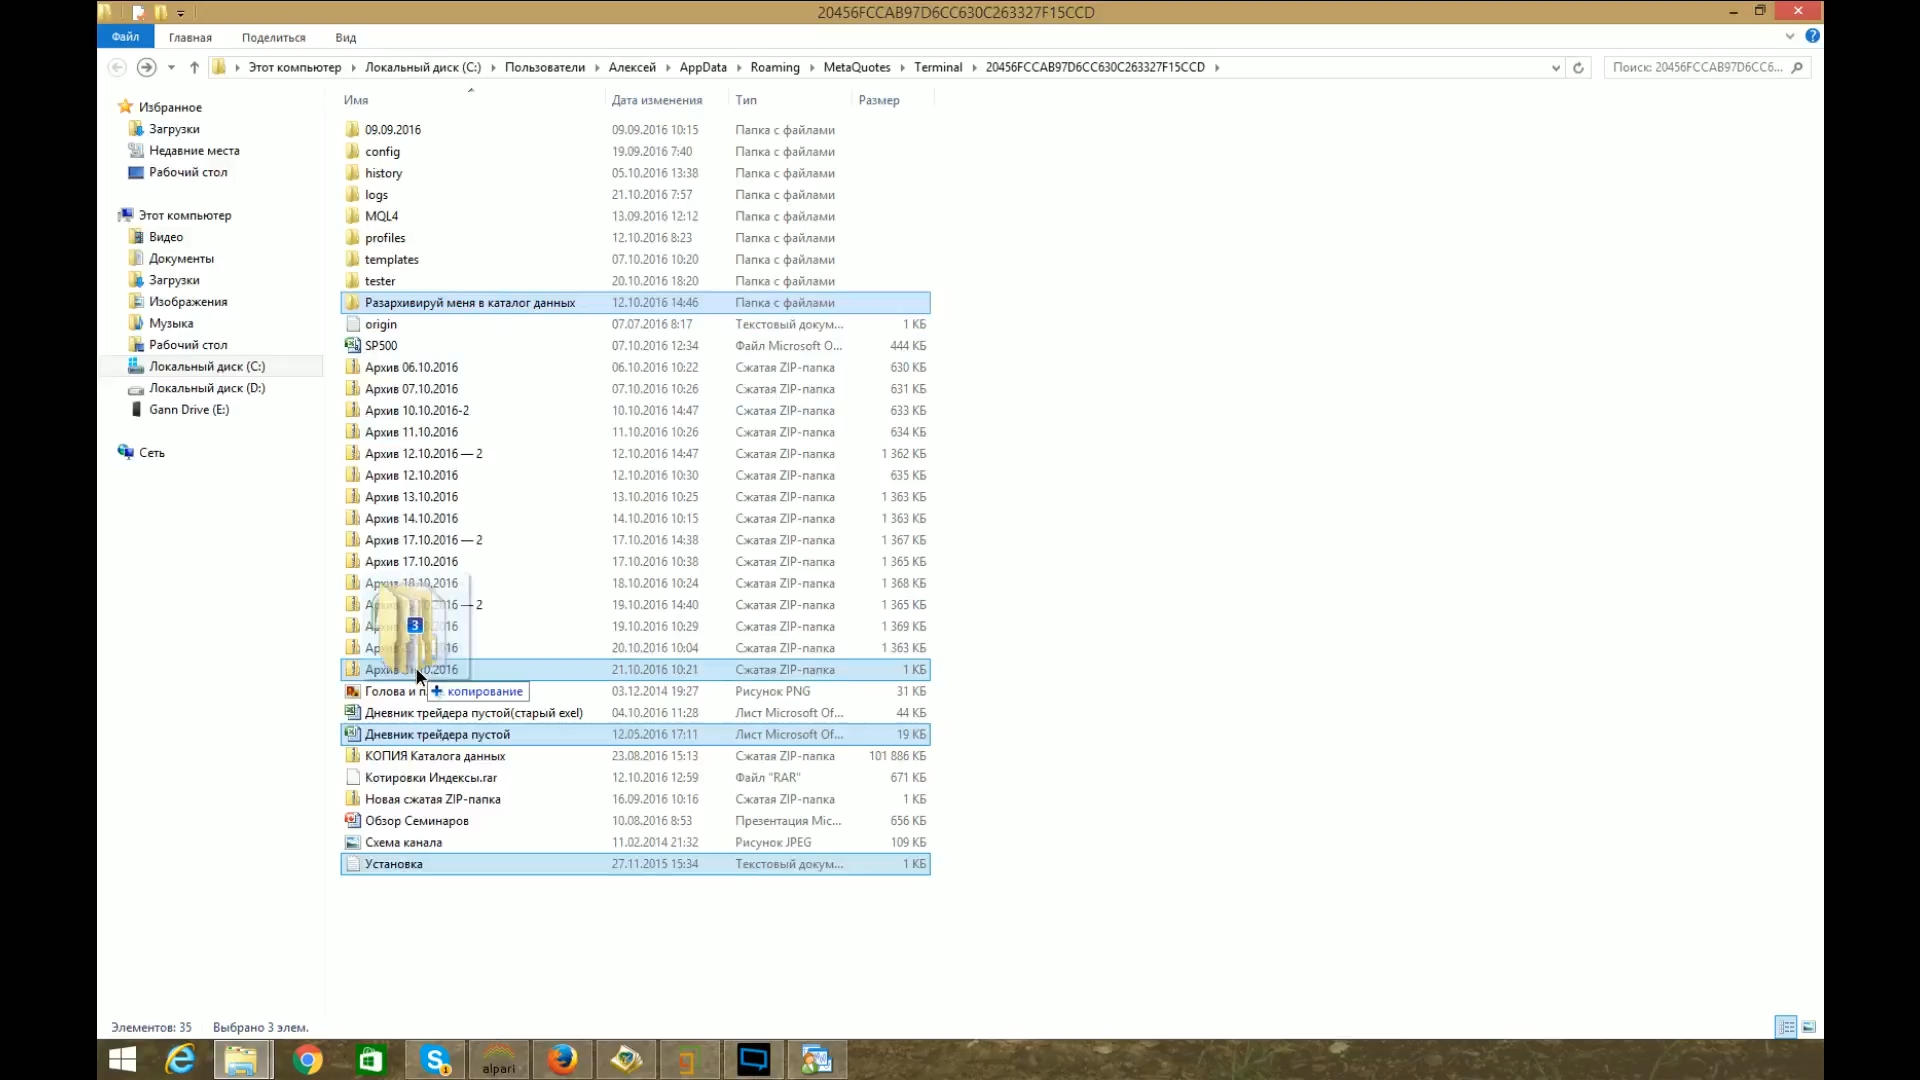 20456FCCAB97D6CC630C263327F15CCD
Файл Главная Поделиться Вид
Этот компьютер Локальный диск (C:) Пользователи Алексей AppData Roaming MetaQuotes Terminal 20456FCCAB97D6CC630C263327F15CCD Поиск: 20456FCCAB97D6CC6...
Имя Дата изменения Тип Размер
Избранное
Загрузки
Недавние места
Рабочий стол
Этот компьютер
Видео
Документы
Загрузки
Изображения
Музыка
Рабочий стол
Локальный диск (C:)
Локальный диск (D:)
Gann Drive (E:)
Сеть
09.09.2016 09.09.2016 10:15 Папка с файлами
config 19.09.2016 7:40 Папка с файлами
history 05.10.2016 13:38 Папка с файлами
logs 21.10.2016 7:57 Папка с файлами
MQL4 13.09.2016 12:12 Папка с файлами
profiles 12.10.2016 8:23 Папка с файлами
templates 07.10.2016 10:20 Папка с файлами
tester 20.10.2016 18:20 Папка с файлами
Разархивируй меня в каталог данных 12.10.2016 14:46 Папка с файлами
origin 07.07.2016 8:17 Текстовый докум... 1 КБ
SP500 07.10.2016 12:34 Файл Microsoft O... 444 КБ
Архив 06.10.2016 06.10.2016 10:22 Сжатая ZIP-папка 630 КБ
Архив 07.10.2016 07.10.2016 10:26 Сжатая ZIP-папка 631 КБ
Архив 10.10.2016-2 10.10.2016 14:47 Сжатая ZIP-папка 633 КБ
Архив 11.10.2016 11.10.2016 10:26 Сжатая ZIP-папка 634 КБ
Архив 12.10.2016 — 2 12.10.2016 14:47 Сжатая ZIP-папка 1 362 КБ
Архив 12.10.2016 12.10.2016 10:30 Сжатая ZIP-папка 635 КБ
Архив 13.10.2016 13.10.2016 10:25 Сжатая ZIP-папка 1 363 КБ
Архив 14.10.2016 14.10.2016 10:15 Сжатая ZIP-папка 1 363 КБ
Архив 17.10.2016 — 2 17.10.2016 14:38 Сжатая ZIP-папка 1 367 КБ
Архив 17.10.2016 17.10.2016 10:38 Сжатая ZIP-папка 1 365 КБ
Архив 18.10.2016 18.10.2016 10:24 Сжатая ZIP-папка 1 368 КБ
— 2 19.10.2016 14:40 Сжатая ZIP-папка 1 365 КБ
3 19.10.2016 10:29 Сжатая ZIP-папка 1 369 КБ
20.10.2016 10:04 Сжатая ZIP-папка 1 363 КБ
Архив 21.10.2016 21.10.2016 10:21 Сжатая ZIP-папка 1 КБ
Голова и п копирование 03.12.2014 19:27 Рисунок PNG 31 КБ
Дневник трейдера пустой(старый exel) 04.10.2016 11:28 Лист Microsoft Of... 44 КБ
Дневник трейдера пустой 12.05.2016 17:11 Лист Microsoft Of... 19 КБ
КОПИЯ Каталога данных 23.08.2016 15:13 Сжатая ZIP-папка 101 886 КБ
Котировки Индексы.rar 12.10.2016 12:59 Файл "RAR" 671 КБ
Новая сжатая ZIP-папка 16.09.2016 10:16 Сжатая ZIP-папка 1 КБ
Обзор Семинаров 10.08.2016 8:53 Презентация Mic... 656 КБ
Схема канала 11.02.2014 21:32 Рисунок JPEG 109 КБ
Установка 27.11.2015 15:34 Текстовый докум... 1 КБ
Элементов: 35 Выбрано 3 элем.
alpari